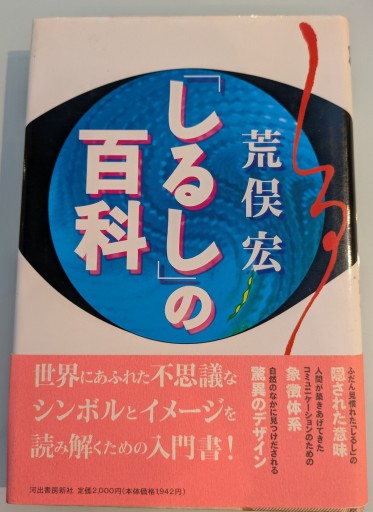 「しるし」の
百科
荒俣 宏
しるし
世界にあふれた不思議な
シンボルとイメージを
読み解くための入門書!
ふだん見慣れた「しるし」の
隠された意味
人間が築きあげてきた
コミュニケーションのための
象徴体系
自然のなかに見つけだされる
驚異のデザイン
河出書房新社 定価2,000円(本体価格1,942円)